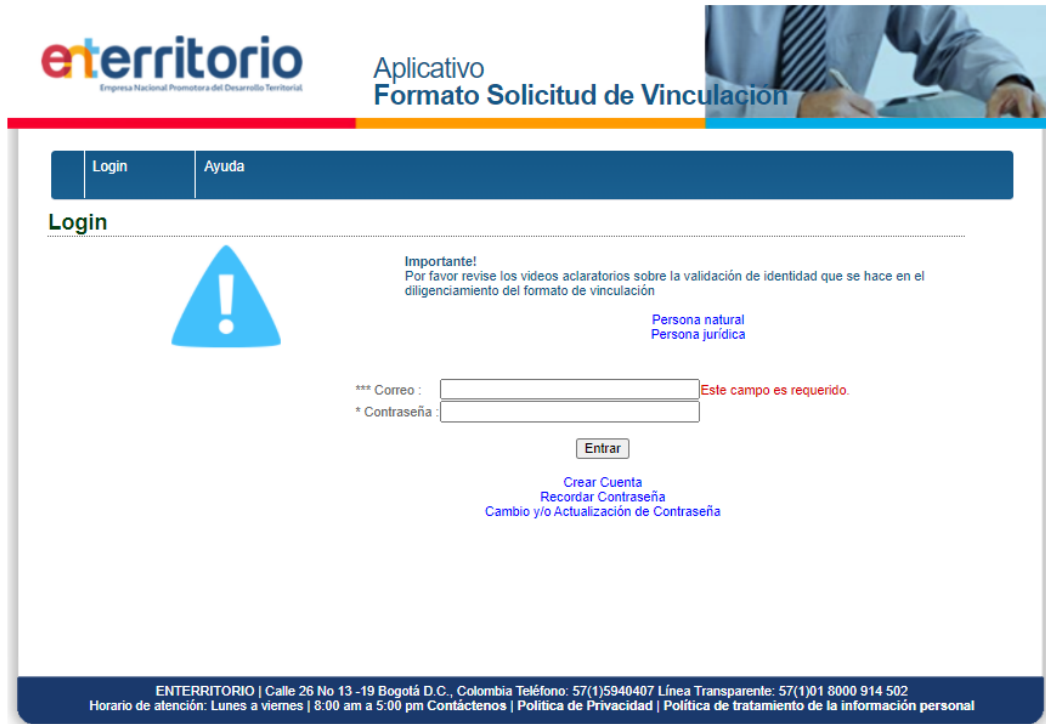 enterritorio
Empresa Nacional Promotora del Desarrollo Territorial
Aplicativo
Formato Solicitud de Vinculación
Login
Ayuda
Login
Importante!
Por favor revise los videos aclaratorios sobre la validación de identidad que se hace en el
diligenciamiento del formato de vinculación
Persona natural
Persona jurídica
*** Correo : Este campo es requerido.
* Contraseña :
Entrar
Crear Cuenta
Recordar Contraseña
Cambio y/o Actualización de Contraseña
ENTERRITORIO | Calle 26 No 13 -19 Bogotá D.C., Colombia Teléfono: 57(1)5940407 Línea Transparente: 57(1)01 8000 914 502
Horario de atención: Lunes a viernes | 8:00 am a 5:00 pm Contáctenos | Politica de Privacidad | Política de tratamiento de la información personal